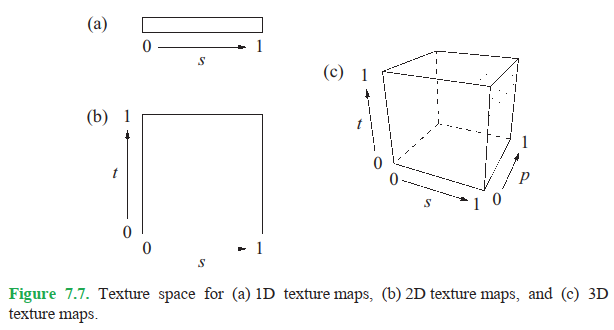 (a)
0 1
s
(b) 1
t
0
0 1
s
(c) 1
t
0
0
s
1 0
p
1
Figure 7.7. Texture space for (a) 1D texture maps, (b) 2D texture maps, and (c) 3D
texture maps.